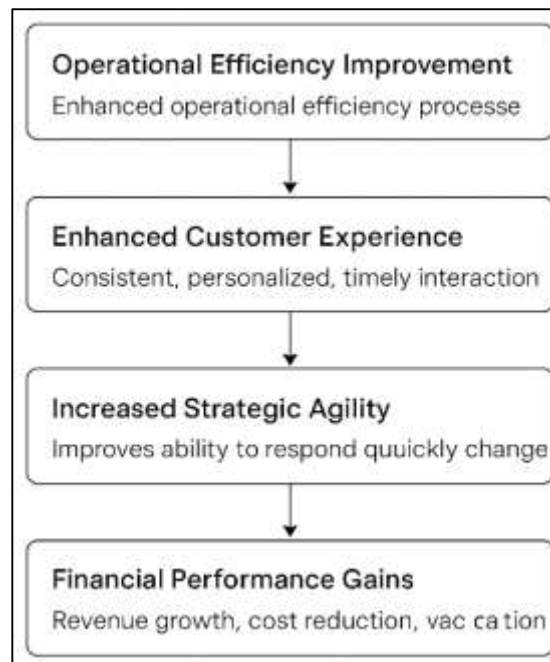 Operational Efficiency Improvement
Enhanced operational efficiency processe
Enhanced Customer Experience
Consistent, personalized, timely interaction
Increased Strategic Agility
Improves ability to respond quuickly change
Financial Performance Gains
Revenue growth, cost reduction, vac ca tion